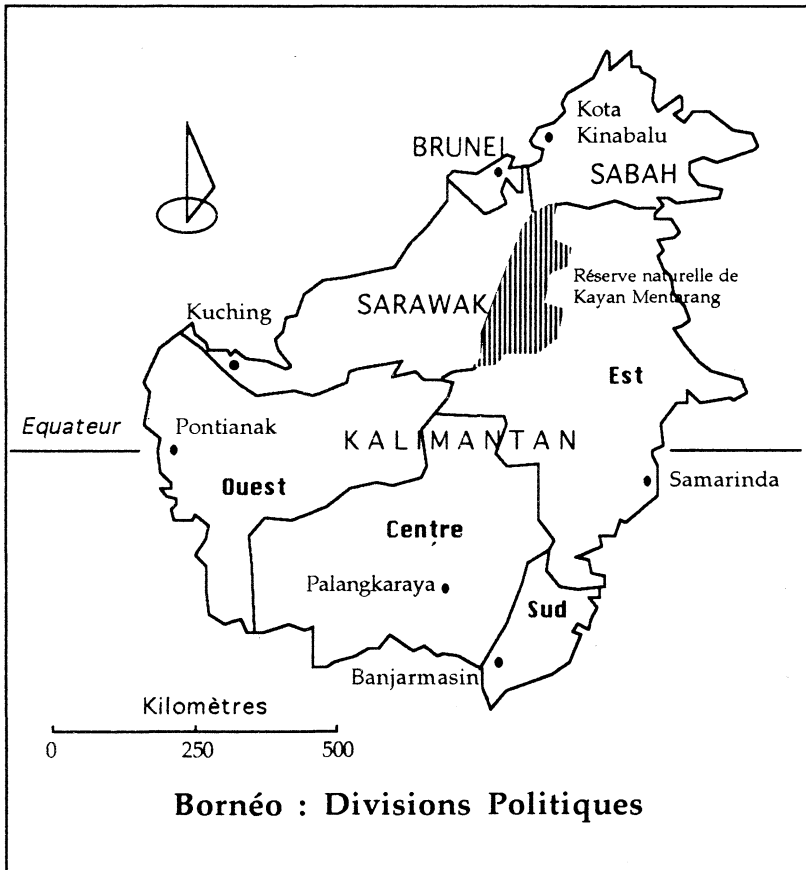 Kota
Kinabalu
BRUNEI
SABAH
Réserve naturelle de
Kayan Mentarang
SARAWAK
Kuching
Est
Equateur
Pontianak
KALIMANTAN
Samarinda
Ouest
Centre
Palangkaraya
Sud
Banjarmasin
Kilomètres
0 250 500
Bornéo : Divisions Politiques